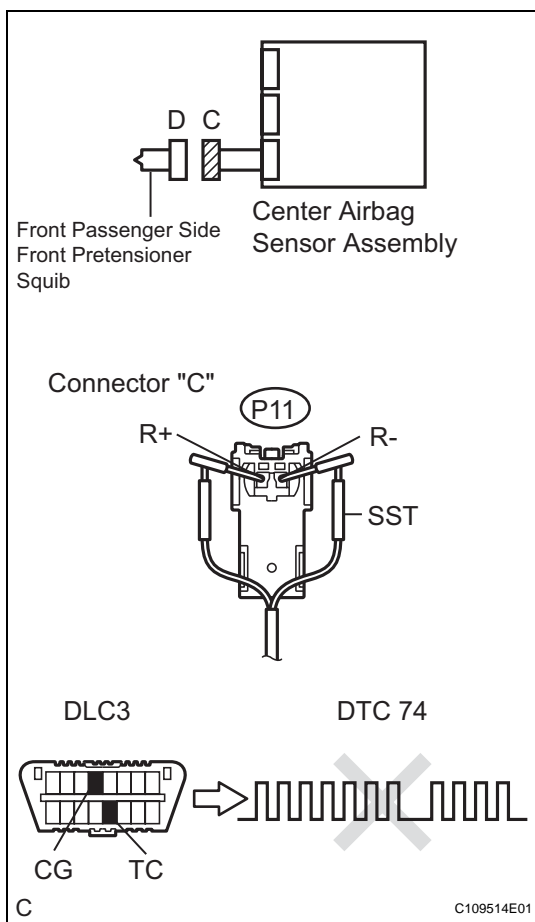 D C
Front Passenger Side
Front Pretensioner
Squib
Center Airbag
Sensor Assembly
Connector "C"
P11
R+
R-
SST
DLC3
DTC 74
CG
TC
C
C109514E01